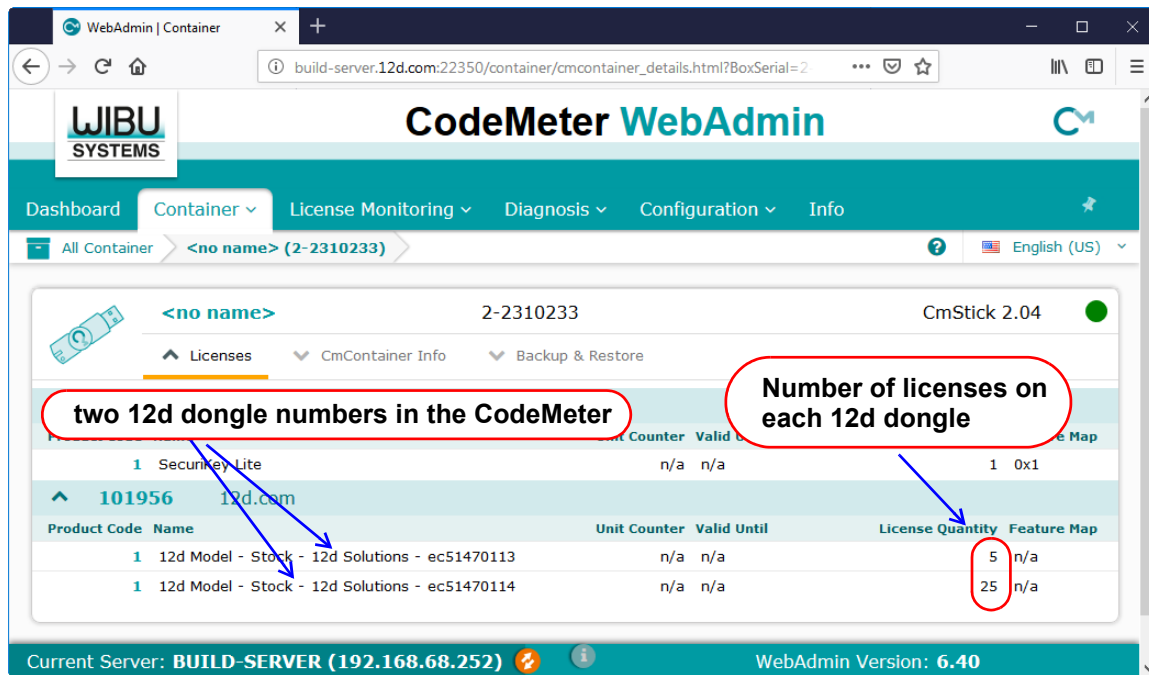 WebAdmin | Container
build-server.12d.com:22350/container/cmcontainer_details.html?BoxSerial=2
WIBU
SYSTEMS
CodeMeter WebAdmin
Dashboard Container License Monitoring Diagnosis Configuration Info
All Container <no name> (2-2310233) English (US)
<no name> 2-2310233 CmStick 2.04
Licenses CmContainer Info Backup & Restore
two 12d dongle numbers in the CodeMeter
Number of licenses on
each 12d dongle
Unit Counter Valid Map
1 SecuriKey Lite n/a n/a 1 0x1
101956 12d.com
Product Code Name Unit Counter Valid Until License Quantity Feature Map
1 12d Model - Stock - 12d Solutions - ec51470113 n/a n/a 5 n/a
1 12d Model - Stock - 12d Solutions - ec51470114 n/a n/a 25 n/a
Current Server: BUILD-SERVER (192.168.68.252) WebAdmin Version: 6.40